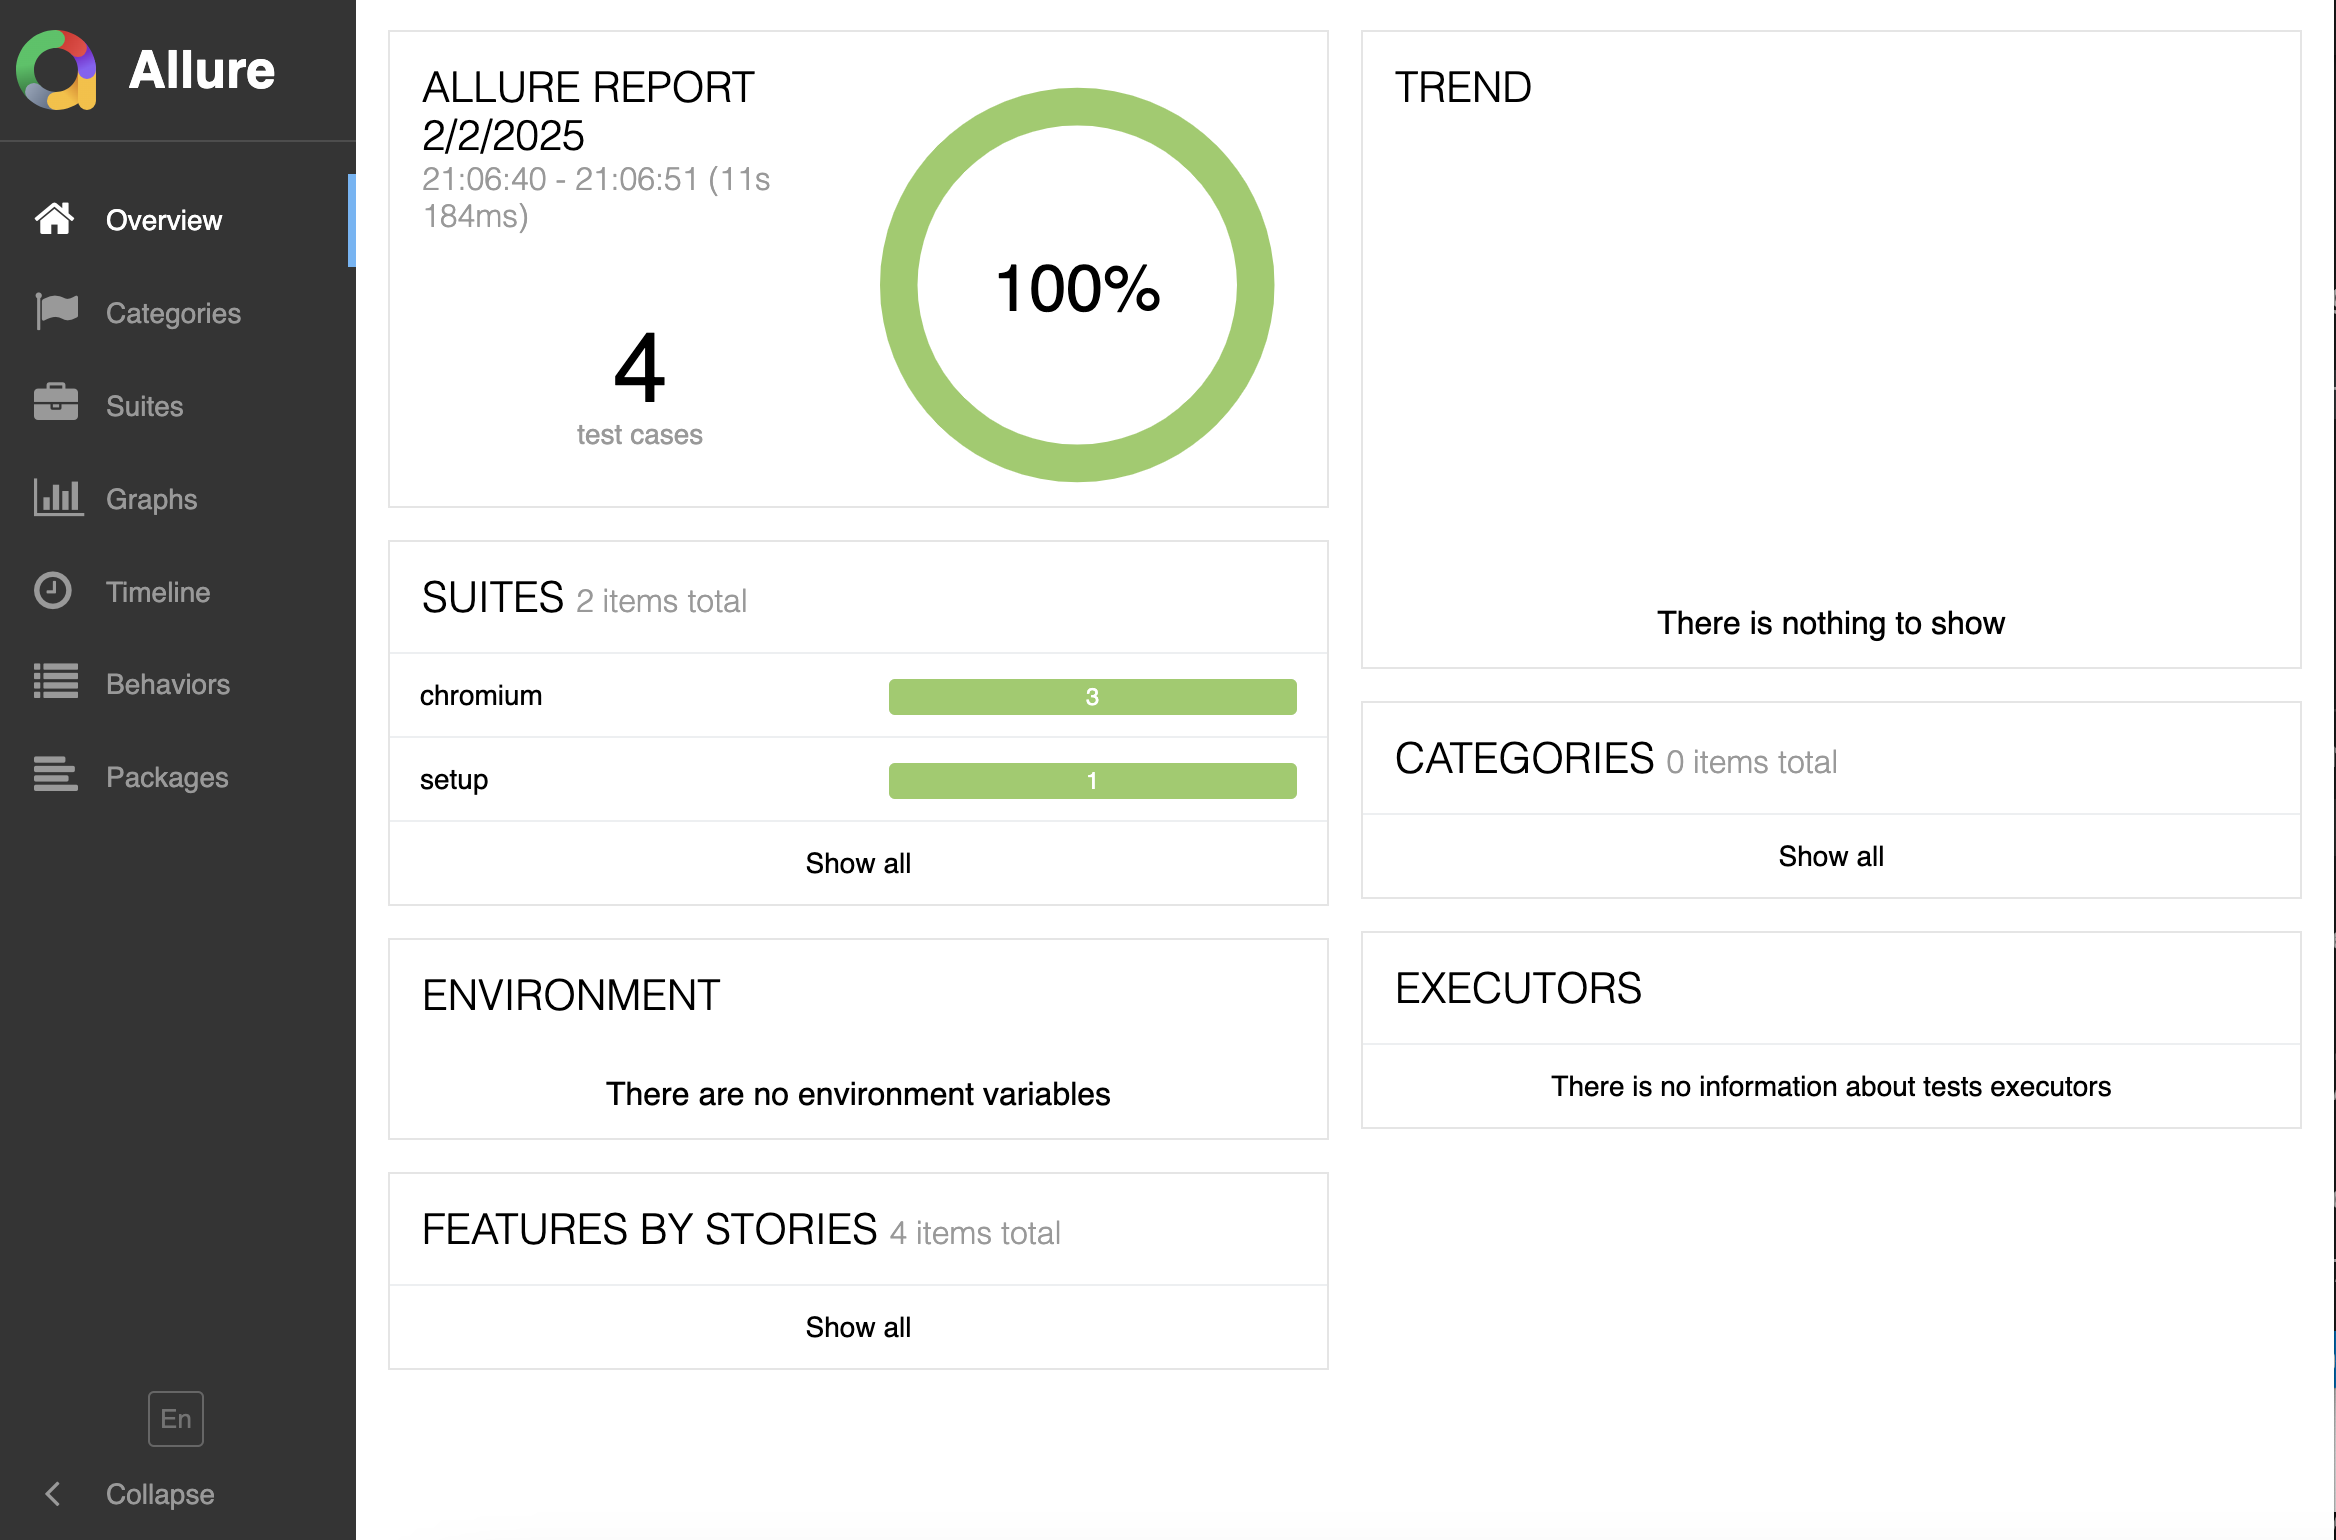 Allure
Overview
Categories
Suites
Graphs
Timeline
Behaviors
Packages
En
Collapse
ALLURE REPORT
2/2/2025
21:06:40 - 21:06:51 (11s
184ms)
4
test cases
100%
SUITES 2 items total
chromium 3
setup 1
Show all
ENVIRONMENT
There are no environment variables
FEATURES BY STORIES 4 items total
Show all
TREND
There is nothing to show
CATEGORIES 0 items total
Show all
EXECUTORS
There is no information about tests executors